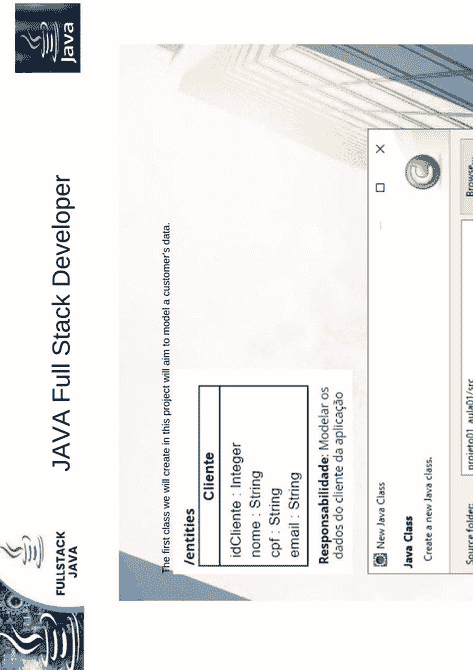 Java
JAVA Full Stack Developer
FULLSTACK
JAVA
The first class we will create in this project will aim to model a customer's data.
/entities
Cliente
idCliente : Integer
nome : String
cpf : String
email : String
Responsabilidade: Modelar os
dados do cliente da aplicação
New Java Class
Java Class
Create a new Java class.
Source folder:
projeto01_aula01/src
Browse...